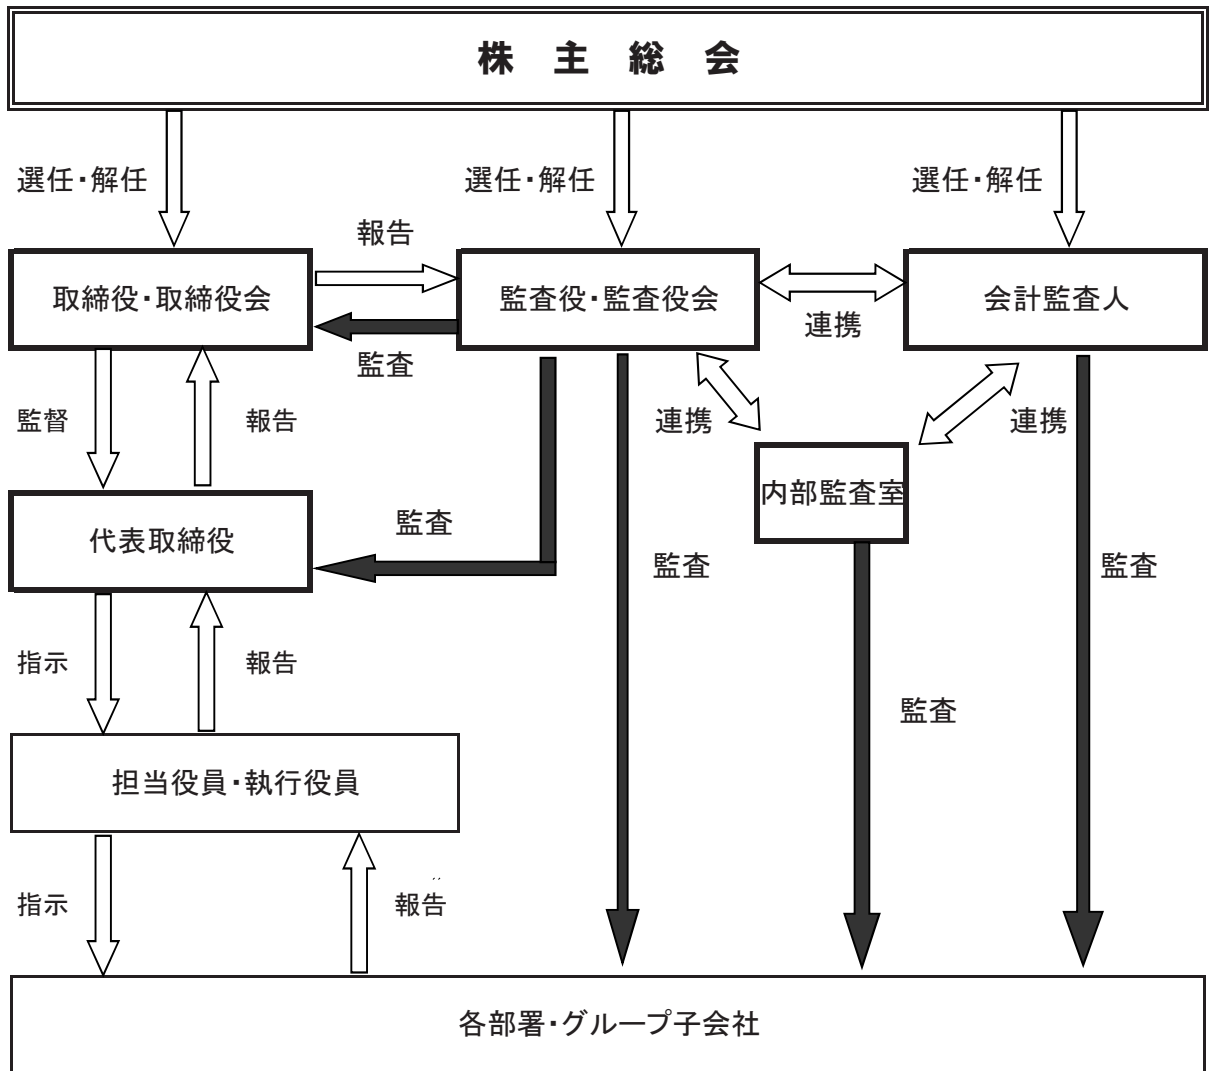 株 主 総 会
選任・解任
選任・解任
選任・解任
報告
取締役・取締役会
監査役・監査役会
会計監査人
連携
監査
監督
報告
連携
連携
内部監査室
監査
代表取締役
監査
監査
指示
報告
監査
担当役員・執行役員
指示
報告
各部署・グループ子会社